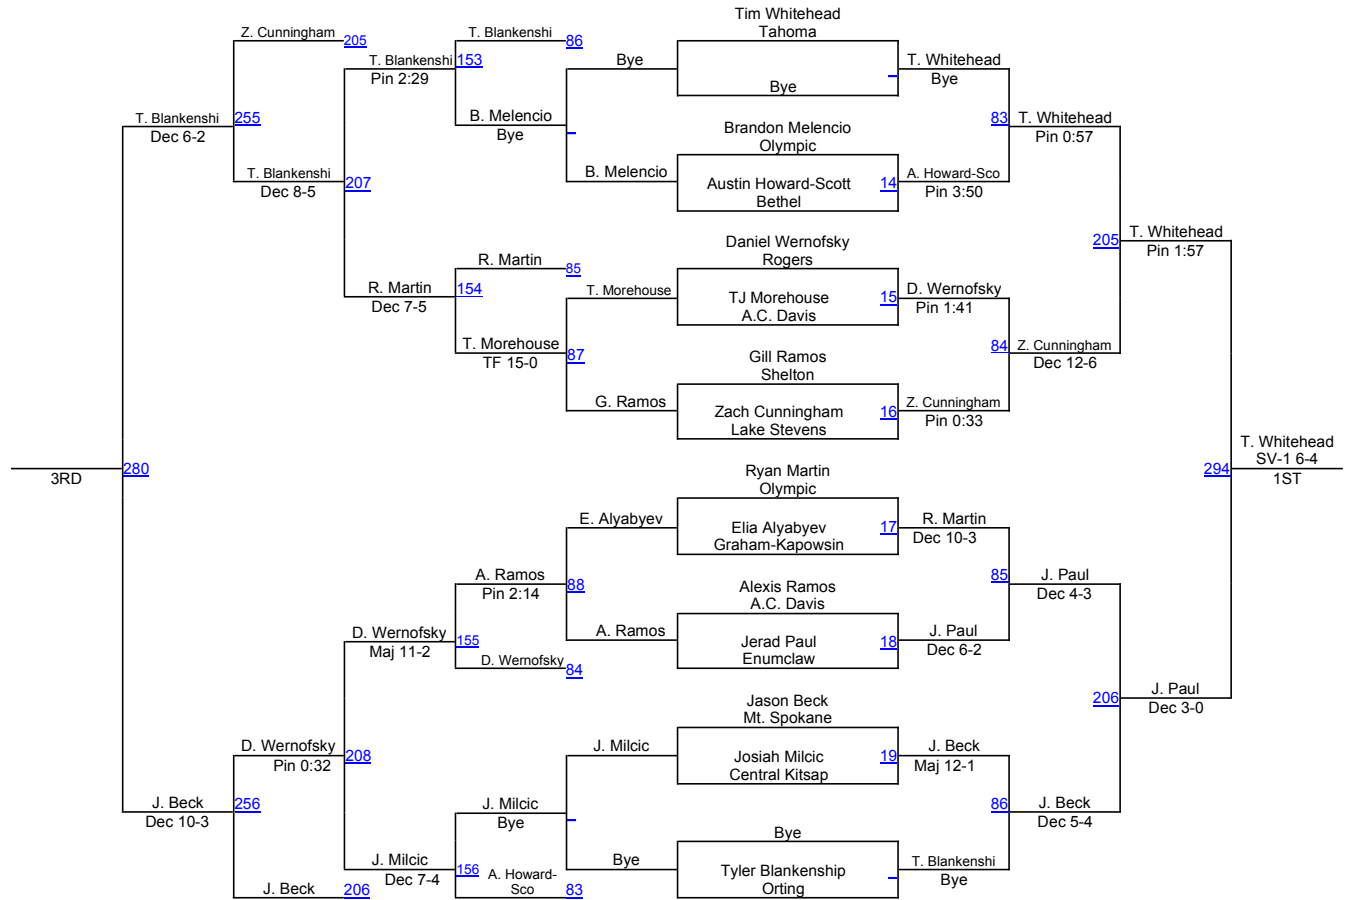 Tim Whitehead
Tahoma
Z. Cunningham 205
T. Blankenshi 86
T. Blankenshi 153
Pin 2:29
Bye
T. Whitehead
Bye
Bye
T. Blankenshi 255
Dec 6-2
B. Melencio
Bye
Brandon Melencio
Olympic
83 T. Whitehead
Pin 0:57
T. Blankenshi 207
Dec 8-5
B. Melencio
Austin Howard-Scott 14
Bethel
A. Howard-Sco
Pin 3:50
Daniel Wernofsky
Rogers
205 T. Whitehead
Pin 1:57
R. Martin 85
R. Martin 154
Dec 7-5
T. Morehouse
TJ Morehouse 15
A.C. Davis
D. Wernofsky
Pin 1:41
T. Morehouse 87
TF 15-0
Gill Ramos
Shelton
84 Z. Cunningham
Dec 12-6
G. Ramos
Zach Cunningham 16
Lake Stevens
Z. Cunningham
Pin 0:33
280
3RD
Ryan Martin
Olympic
294 T. Whitehead
SV-1 6-4
1ST
E. Alyabyev
Elia Alyabyev 17
Graham-Kapowsin
R. Martin
Dec 10-3
A. Ramos 88
Pin 2:14
Alexis Ramos
A.C. Davis
85 J. Paul
Dec 4-3
D. Wernofsky 155
Maj 11-2
A. Ramos
Jerad Paul 18
Enumclaw
J. Paul
Dec 6-2
D. Wernofsky 84
Jason Beck
Mt. Spokane
206 J. Paul
Dec 3-0
D. Wernofsky 208
Pin 0:32
J. Milcic
Josiah Milcic 19
Central Kitsap
J. Beck
Maj 12-1
J. Beck 256
Dec 10-3
J. Milcic
Bye
Bye
86 J. Beck
Dec 5-4
J. Milcic 156
Dec 7-4
Bye
Tyler Blankenship
Orting
T. Blankenshi
Bye
J. Beck 206
A. Howard-
Sco 83